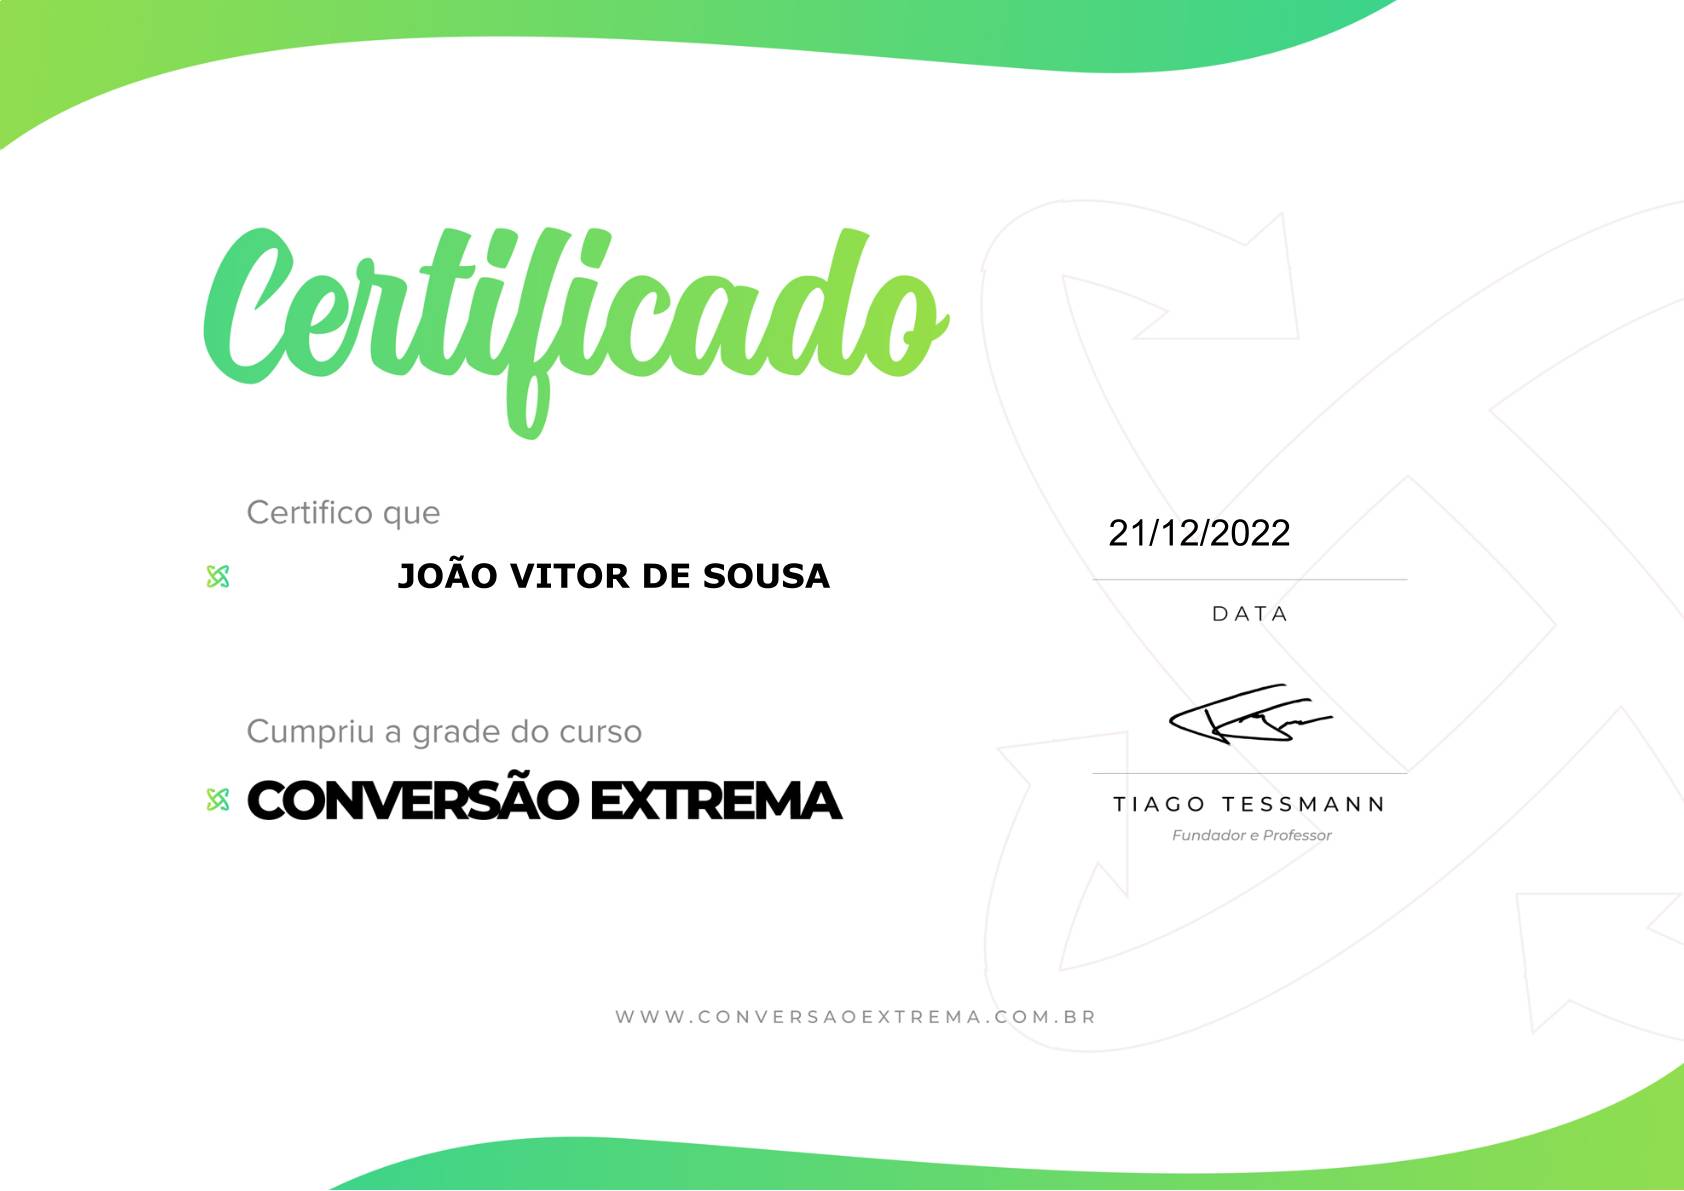 Certificado
Certifico que
JOÃO VITOR DE SOUSA
21/12/2022
DATA
Cumpriu a grade do curso
CONVERSÃO EXTREMA
TIAGO TESSMANN
Fundador e Professor
WWW.CONVERSAOEXTREMA.COM.BR